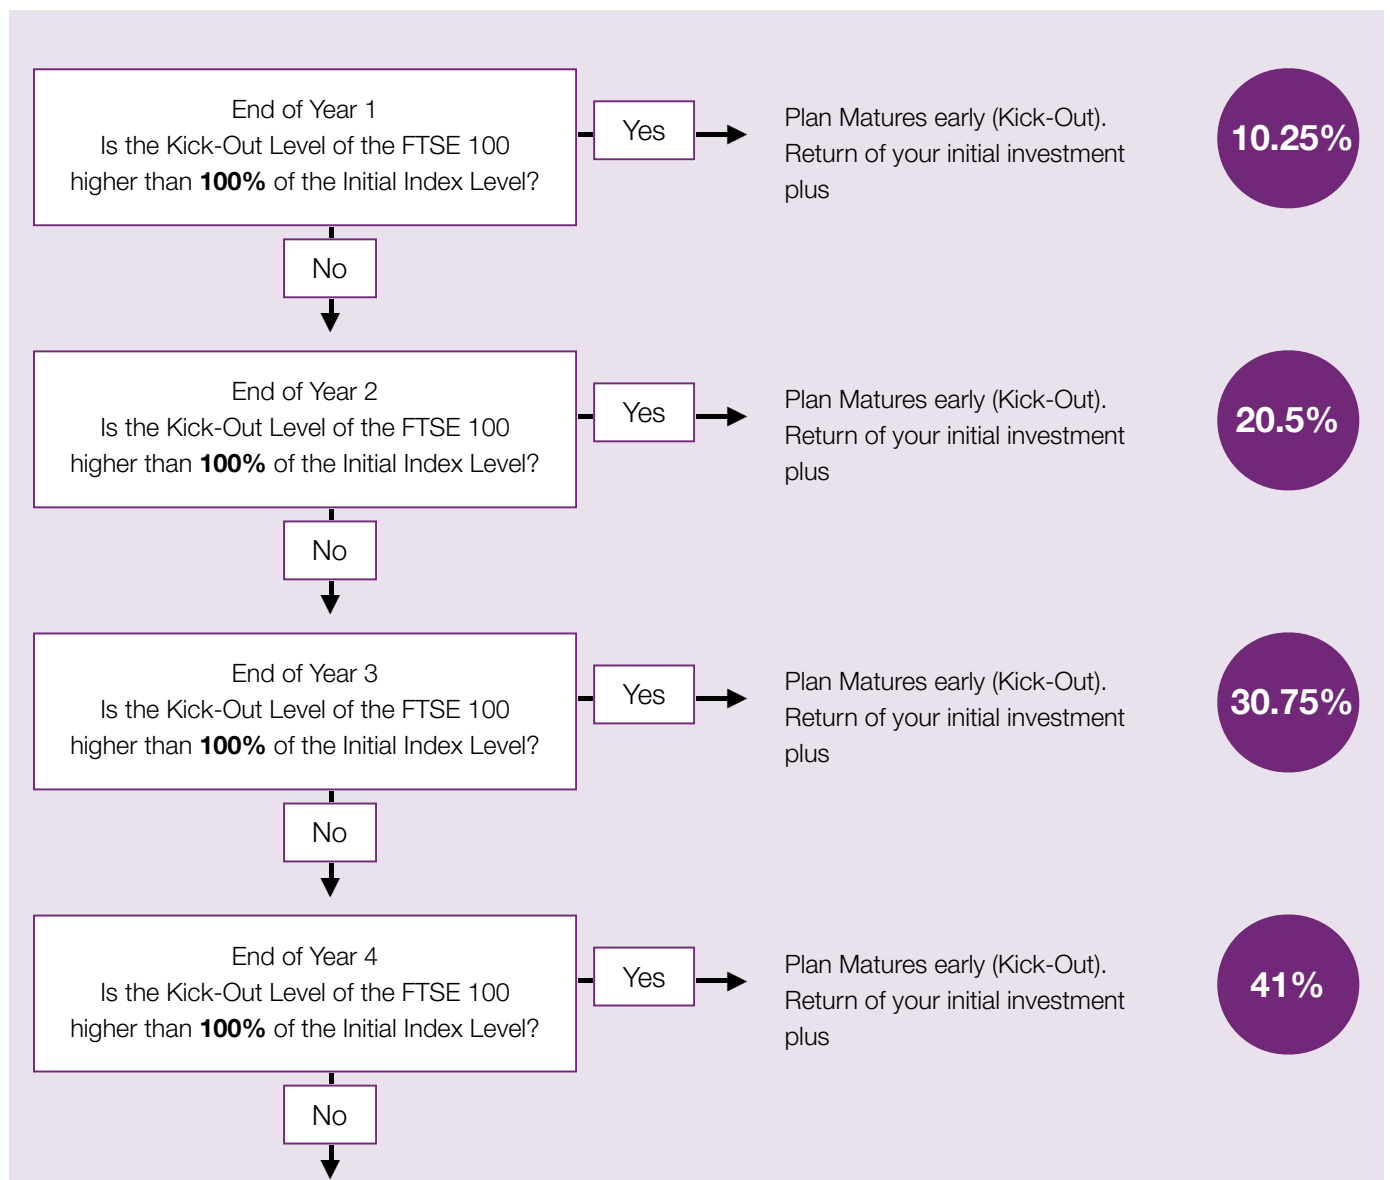 End of Year 1
Is the Kick-Out Level of the FTSE 100
higher than 100% of the Initial Index Level?
Yes
Plan Matures early (Kick-Out).
Return of your initial investment
plus
10.25%
No
End of Year 2
Is the Kick-Out Level of the FTSE 100
higher than 100% of the Initial Index Level?
Yes
Plan Matures early (Kick-Out).
Return of your initial investment
plus
20.5%
No
End of Year 3
Is the Kick-Out Level of the FTSE 100
higher than 100% of the Initial Index Level?
Yes
Plan Matures early (Kick-Out).
Return of your initial investment
plus
30.75%
No
End of Year 4
Is the Kick-Out Level of the FTSE 100
higher than 100% of the Initial Index Level?
Yes
Plan Matures early (Kick-Out).
Return of your initial investment
plus
41%
No